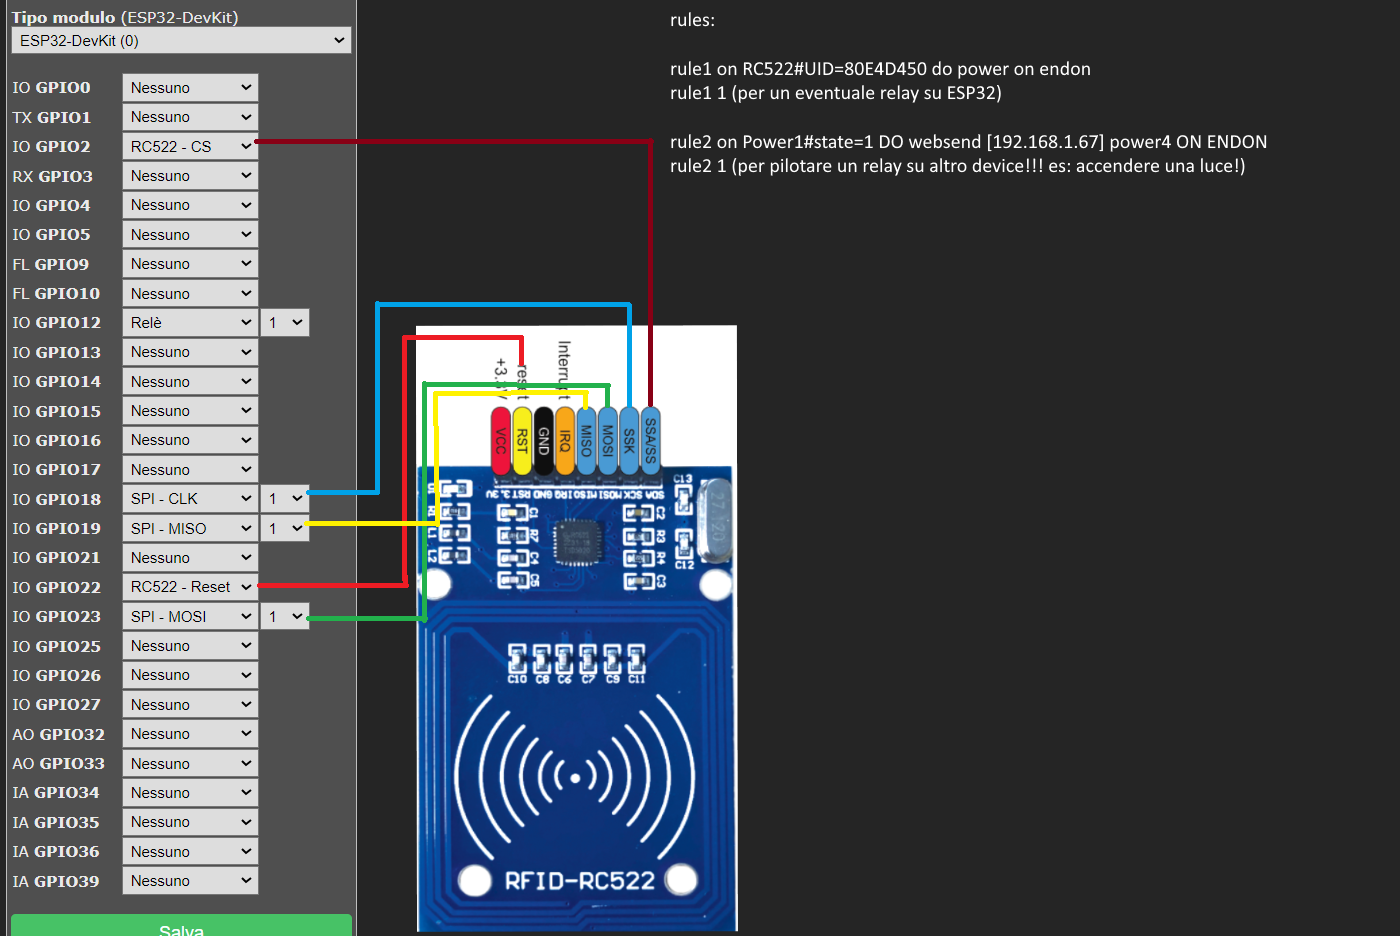 Tipo modulo (ESP32-DevKit)
ESP32-DevKit (0)
IO GPIO0 Nessuno
TX GPIO1 Nessuno
IO GPIO2 RC522 - CS
RX GPIO3 Nessuno
IO GPIO4 Nessuno
IO GPIO5 Nessuno
FL GPIO9 Nessuno
FL GPIO10 Nessuno
IO GPIO12 Relè 1
IO GPIO13 Nessuno
IO GPIO14 Nessuno
IO GPIO15 Nessuno
IO GPIO16 Nessuno
IO GPIO17 Nessuno
IO GPIO18 SPI - CLK 1
IO GPIO19 SPI - MISO 1
IO GPIO21 Nessuno
IO GPIO22 RC522 - Reset
IO GPIO23 SPI - MOSI 1
IO GPIO25 Nessuno
IO GPIO26 Nessuno
IO GPIO27 Nessuno
AO GPIO32 Nessuno
AO GPIO33 Nessuno
IA GPIO34 Nessuno
IA GPIO35 Nessuno
IA GPIO36 Nessuno
IA GPIO39 Nessuno
Salva
rules:
rule1 on RC522#UID=80E4D450 do power on endon
rule1 1 (per un eventuale relay su ESP32)
rule2 on Power1#state=1 DO websend [192.168.1.67] power4 ON ENDON
rule2 1 (per pilotare un relay su altro device!!! es: accendere una luce!)
+3.3V
reset
Interrupt
VCC
RST
GND
IRQ
MISO
MOSI
SSK
SSA/SS
SDA SCK MOSI MISO IRQ GND RST 3.3V
C13
C1
C2
R7
R3
C4
R4
C12
C5
C3
C10 C8 C6 C7 C9 C11
RFID-RC522